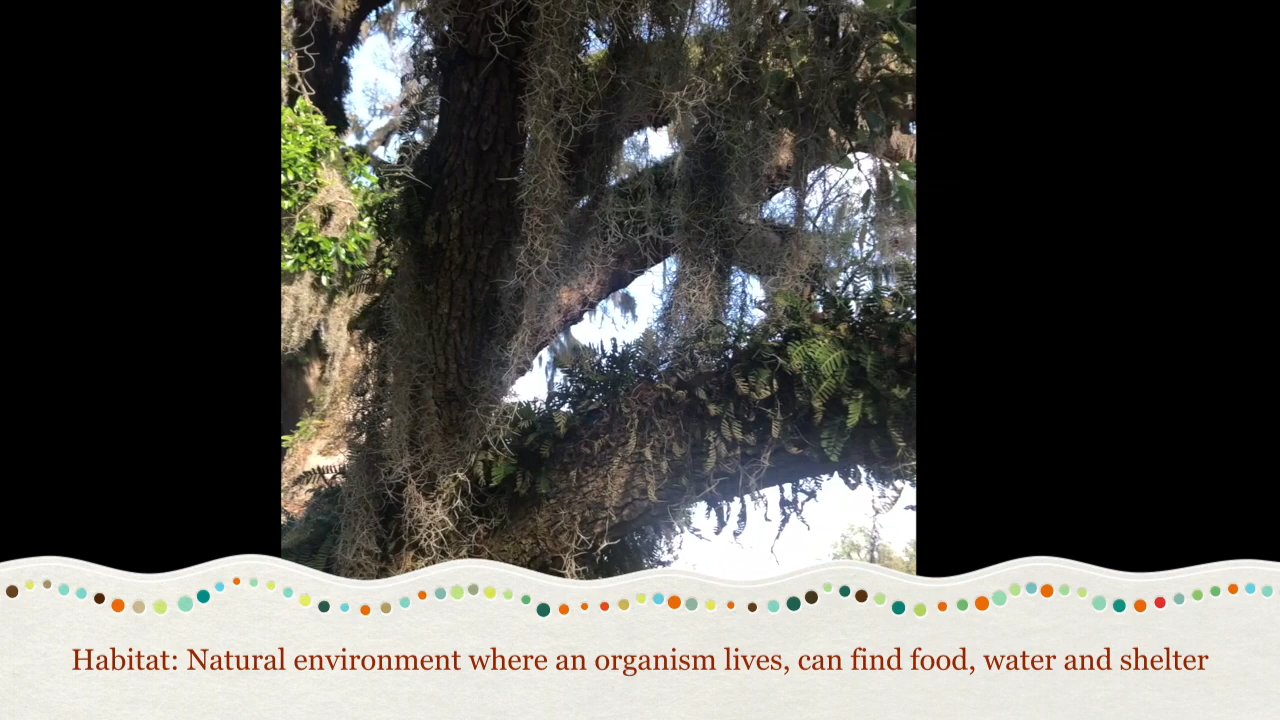 Habitat: Natural environment where an organism lives, can find food, water and shelter